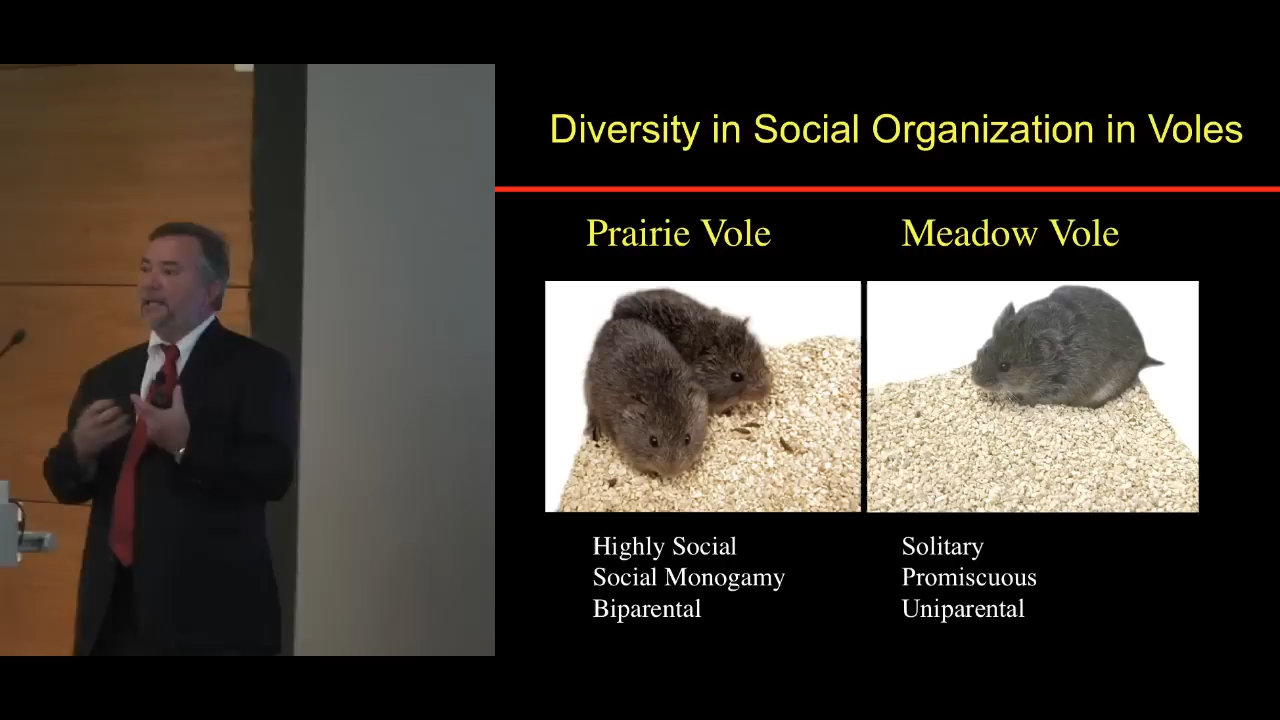 Diversity in Social Organization in Voles
Prairie Vole
Meadow Vole
Highly Social
Social Monogamy
Biparental
Solitary
Promiscuous
Uniparental